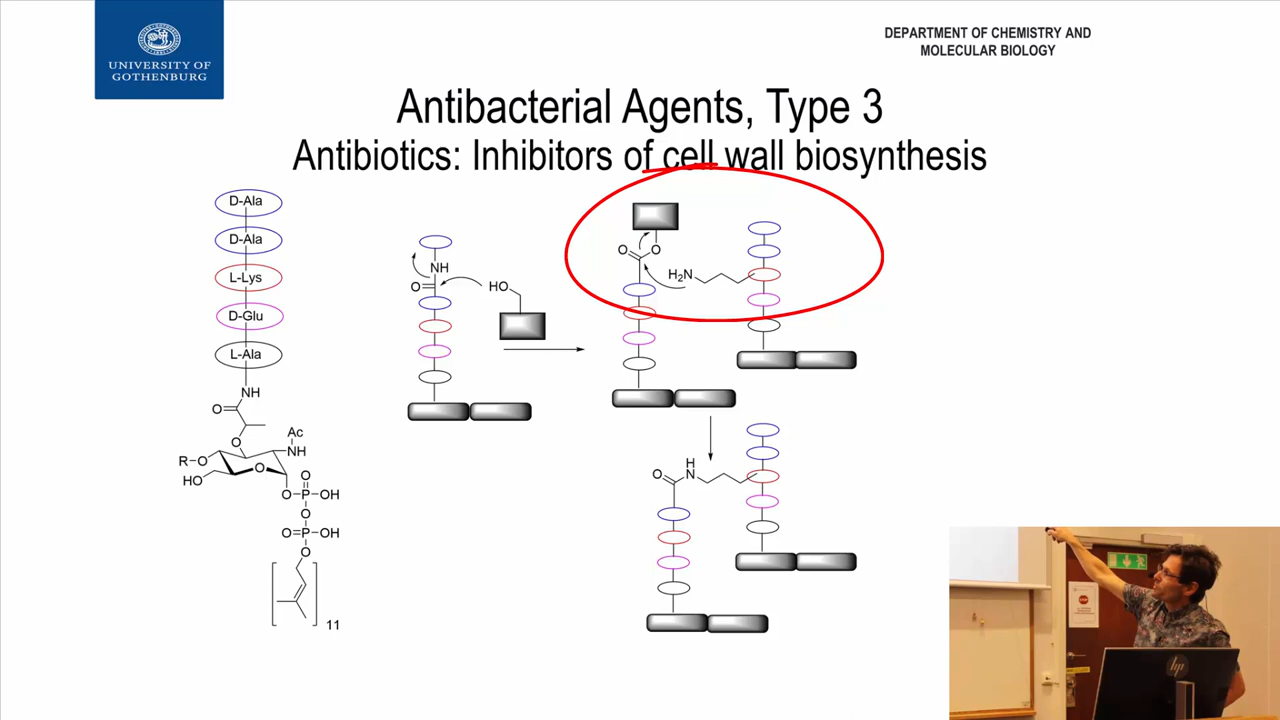 UNIVERSITY OF
GOTHENBURG
DEPARTMENT OF CHEMISTRY AND
MOLECULAR BIOLOGY
Antibacterial Agents, Type 3
Antibiotics: Inhibitors of cell wall biosynthesis
D-Ala
D-Ala
L-Lys
D-Glu
L-Ala
NH
O
O
Ac
NH
R-O
HO
O
O
O-P-OH
O
O=P-OH
O
11
NH
O
HO
O
O
H2N
H
O
N
hp